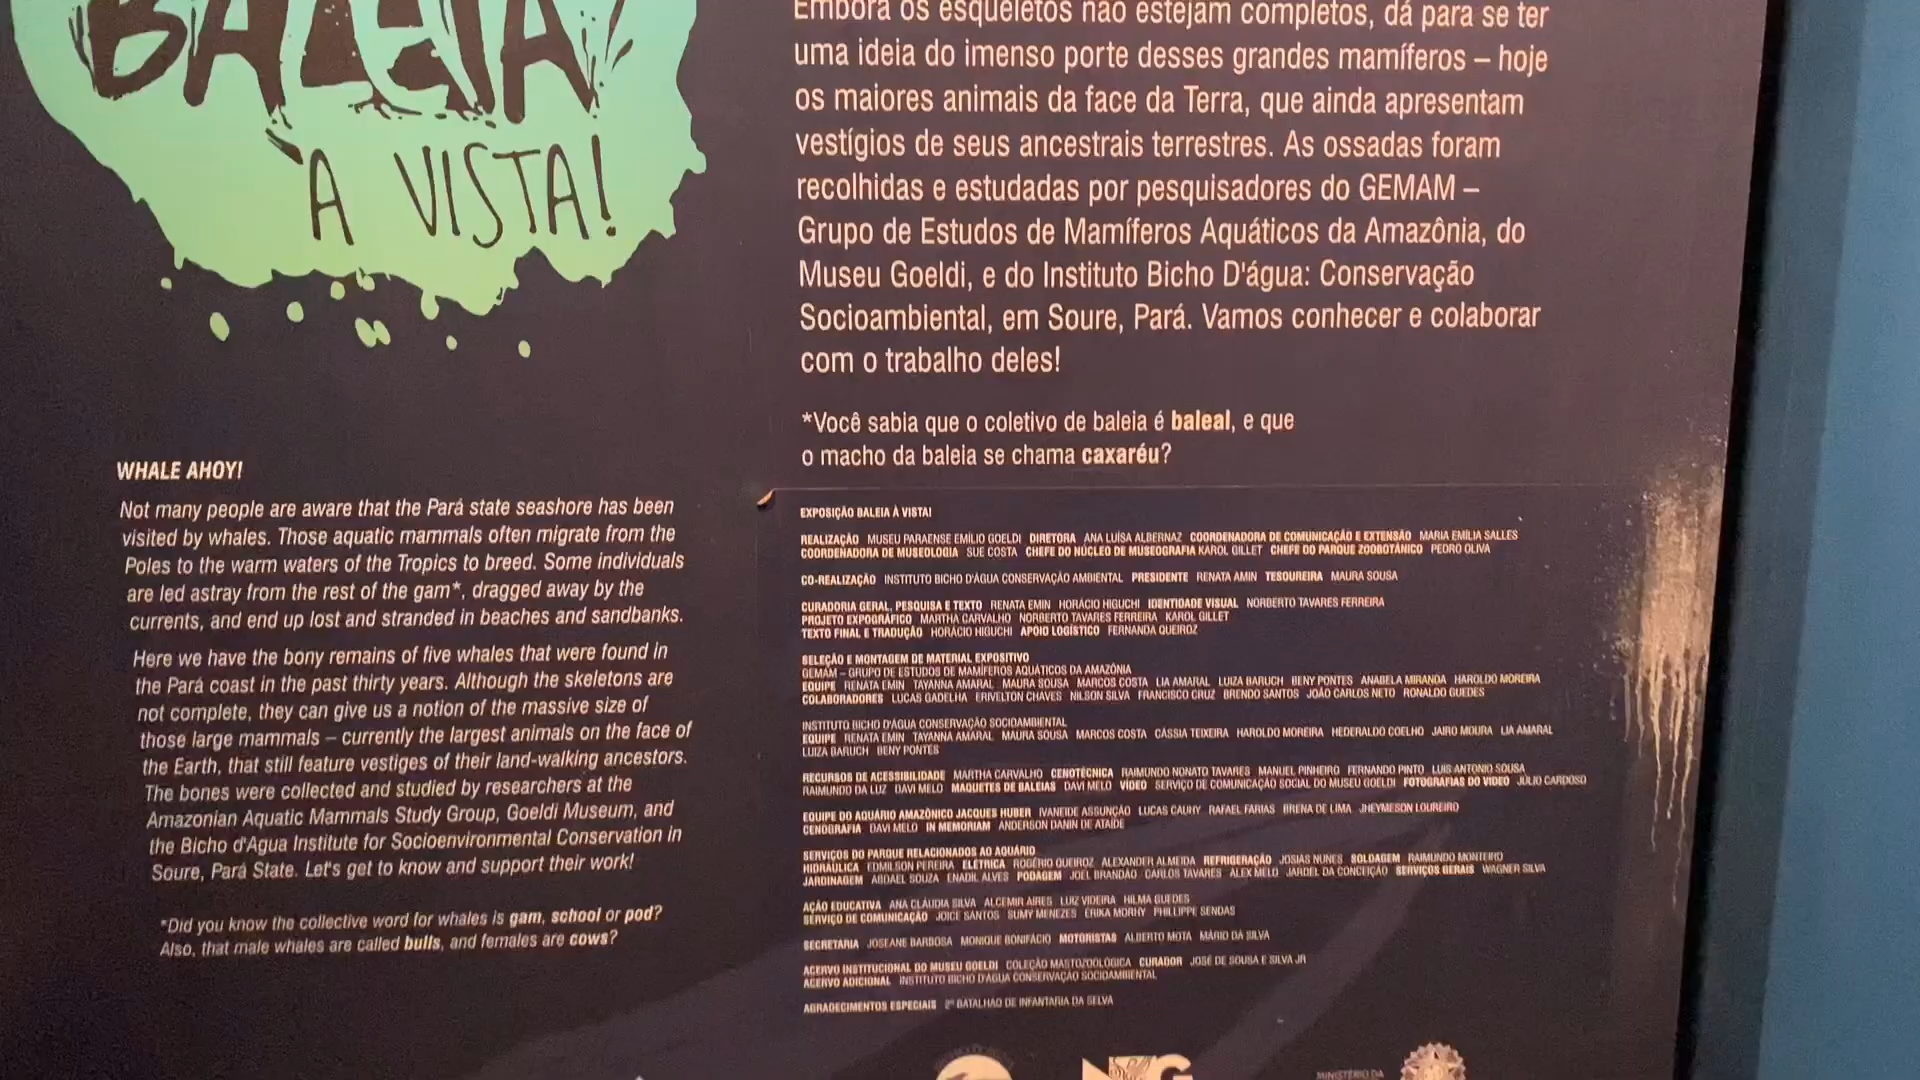 BALEIA
À VISTA!
WHALE AHOY!
Not many people are aware that the Pará state seashore has been
visited by whales. Those aquatic mammals often migrate from the
Poles to the warm waters of the Tropics to breed. Some individuals
are led astray from the rest of the gam*, dragged away by the
currents, and end up lost and stranded in beaches and sandbanks.
Here we have the bony remains of five whales that were found in
the Pará coast in the past thirty years. Although the skeletons are
not complete, they can give us a notion of the massive size of
those large mammals – currently the largest animals on the face of
the Earth, that still feature vestiges of their land-walking ancestors.
The bones were collected and studied by researchers at the
Amazonian Aquatic Mammals Study Group, Goeldi Museum, and
the Bicho d'Água Institute for Socioenvironmental Conservation in
Soure, Pará State. Let's get to know and support their work!
*Did you know the collective word for whales is gam, school or pod?
Also, that male whales are called bulls, and females are cows?
Embora os esqueletos não estejam completos, dá para se ter
uma ideia do imenso porte desses grandes mamíferos – hoje
os maiores animais da face da Terra, que ainda apresentam
vestígios de seus ancestrais terrestres. As ossadas foram
recolhidas e estudadas por pesquisadores do GEMAM –
Grupo de Estudos de Mamíferos Aquáticos da Amazônia, do
Museu Goeldi, e do Instituto Bicho D'água: Conservação
Socioambiental, em Soure, Pará. Vamos conhecer e colaborar
com o trabalho deles!
*Você sabia que o coletivo de baleia é baleal, e que
o macho da baleia se chama caxaréu?
EXPOSIÇÃO BALEIA À VISTA!
REALIZAÇÃO MUSEU PARAENSE EMÍLIO GOELDI DIRETORA ANA LUÍSA ALBERNAZ COORDENADORA DE COMUNICAÇÃO E EXTENSÃO MARIA EMÍLIA SALLES
COORDENADORA DE MUSEOLOGIA SUE COSTA CHEFE DO NÚCLEO DE MUSEOGRAFIA KAROL GILLET CHEFE DO PARQUE ZOOBOTÂNICO PEDRO OLIVA
CO-REALIZAÇÃO INSTITUTO BICHO D'ÁGUA CONSERVAÇÃO AMBIENTAL PRESIDENTE RENATA AMIN TESOUREIRA MAURA SOUSA
CURADORIA GERAL, PESQUISA E TEXTO RENATA EMIN HORÁCIO HIGUCHI IDENTIDADE VISUAL NORBERTO TAVARES FERREIRA
PROJETO EXPOGRÁFICO MARTHA CARVALHO NORBERTO TAVARES FERREIRA KAROL GILLET
TEXTO FINAL E TRADUÇÃO HORÁCIO HIGUCHI APOIO LOGÍSTICO FERNANDA QUEIROZ
SELEÇÃO E MONTAGEM DE MATERIAL EXPOSITIVO
GEMAM – GRUPO DE ESTUDOS DE MAMÍFEROS AQUÁTICOS DA AMAZÔNIA
EQUIPE RENATA EMIN TAYANNA AMARAL MAURA SOUSA MARCOS COSTA LIA AMARAL LUIZA BARUCH BENY PONTES ANABELA MIRANDA HAROLDO MOREIRA
COLABORADORES LUCAS GADELHA ERIVELTON CHAVES NILSON SILVA FRANCISCO CRUZ BRENDO SANTOS JOÃO CARLOS NETO RONALDO GUEDES
INSTITUTO BICHO D'ÁGUA CONSERVAÇÃO SOCIOAMBIENTAL
EQUIPE RENATA EMIN TAYANNA AMARAL MAURA SOUSA MARCOS COSTA CÁSSIA TEIXEIRA HAROLDO MOREIRA HEDERALDO COELHO JAIRO MOURA LIA AMARAL
LUIZA BARUCH BENY PONTES
RECURSOS DE ACESSIBILIDADE MARTHA CARVALHO CENOTÉCNICA RAIMUNDO NONATO TAVARES MANUEL PINHEIRO FERNANDO PINTO LUIS ANTONIO SOUSA
RAIMUNDO DA LUZ DAVI MELO MAQUETES DE BALEIAS DAVI MELO VÍDEO SERVIÇO DE COMUNICAÇÃO SOCIAL DO MUSEU GOELDI FOTOGRAFIAS DO VÍDEO JÚLIO CARDOSO
EQUIPE DO AQUÁRIO AMAZÔNICO JACQUES HUBER IVANEIDE ASSUNÇÃO LUCAS CAUHY RAFAEL FARIAS BRENA DE LIMA JHEYMESON LOUREIRO
CENOGRAFIA DAVI MELO IN MEMORIAM ANDERSON DANIN DE ATAÍDE
SERVIÇOS DO PARQUE RELACIONADOS AO AQUÁRIO
HIDRÁULICA EDMILSON PEREIRA ELÉTRICA ROGÉRIO QUEIROZ ALEXANDER ALMEIDA REFRIGERAÇÃO JOSIAS NUNES SOLDAGEM RAIMUNDO MONTEIRO
JARDINAGEM ABDAEL SOUZA ENADIL ALVES PODAGEM JOEL BRANDÃO CARLOS TAVARES ALEX MELO JARDEL DA CONCEIÇÃO SERVIÇOS GERAIS WAGNER SILVA
AÇÃO EDUCATIVA ANA CLÁUDIA SILVA ALCEMIR AIRES LUIZ VIDEIRA HILMA GUEDES
SERVIÇO DE COMUNICAÇÃO JOICE SANTOS SUMY MENEZES ERIKA MORHY PHILLIPPE SENDAS
SECRETARIA JOSEANE BARBOSA MONIQUE BONIFÁCIO MOTORISTAS ALBERTO MOTA MÁRIO DA SILVA
ACERVO INSTITUCIONAL DO MUSEU GOELDI COLEÇÃO MASTOZOOLÓGICA CURADOR JOSÉ DE SOUSA E SILVA JR
ACERVO ADICIONAL INSTITUTO BICHO D'ÁGUA CONSERVAÇÃO SOCIOAMBIENTAL
AGRADECIMENTOS ESPECIAIS 2º BATALHÃO DE INFANTARIA DA SELVA
MINISTÉRIO DA